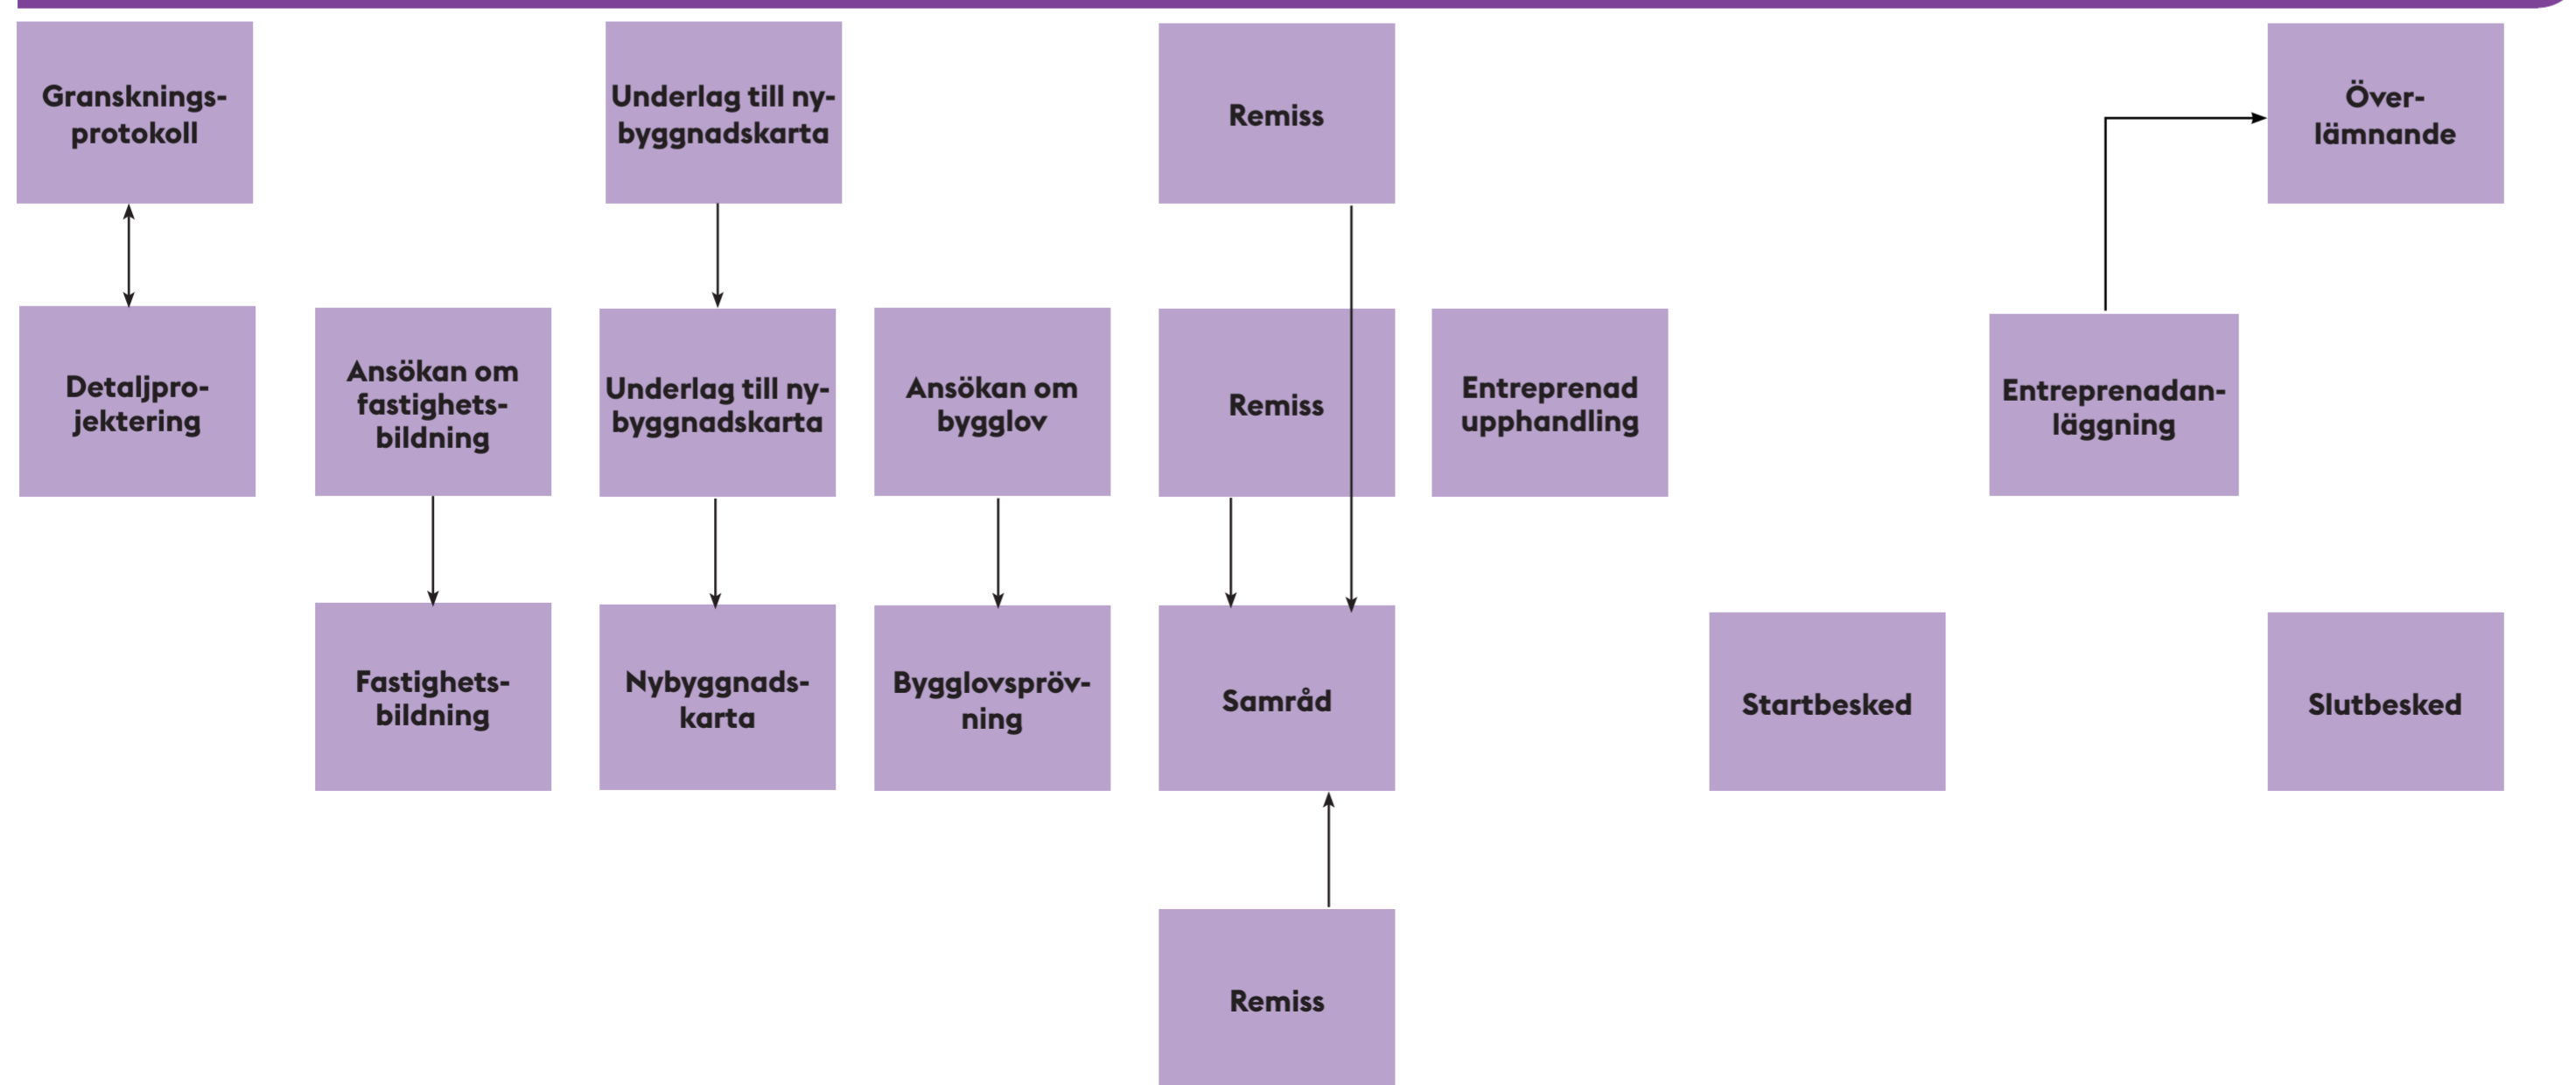 Gransknings-
protokoll
Underlag till ny-
byggnadskarta
Remiss
Över-
lämnande
Detaljpro-
jektering
Ansökan om
fastighets-
bildning
Underlag till ny-
byggnadskarta
Ansökan om
bygglov
Remiss
Entreprenad
upphandling
Entreprenadan-
läggning
Fastighets-
bildning
Nybyggnads-
karta
Bygglovspröv-
ning
Samråd
Startbesked
Slutbesked
Remiss